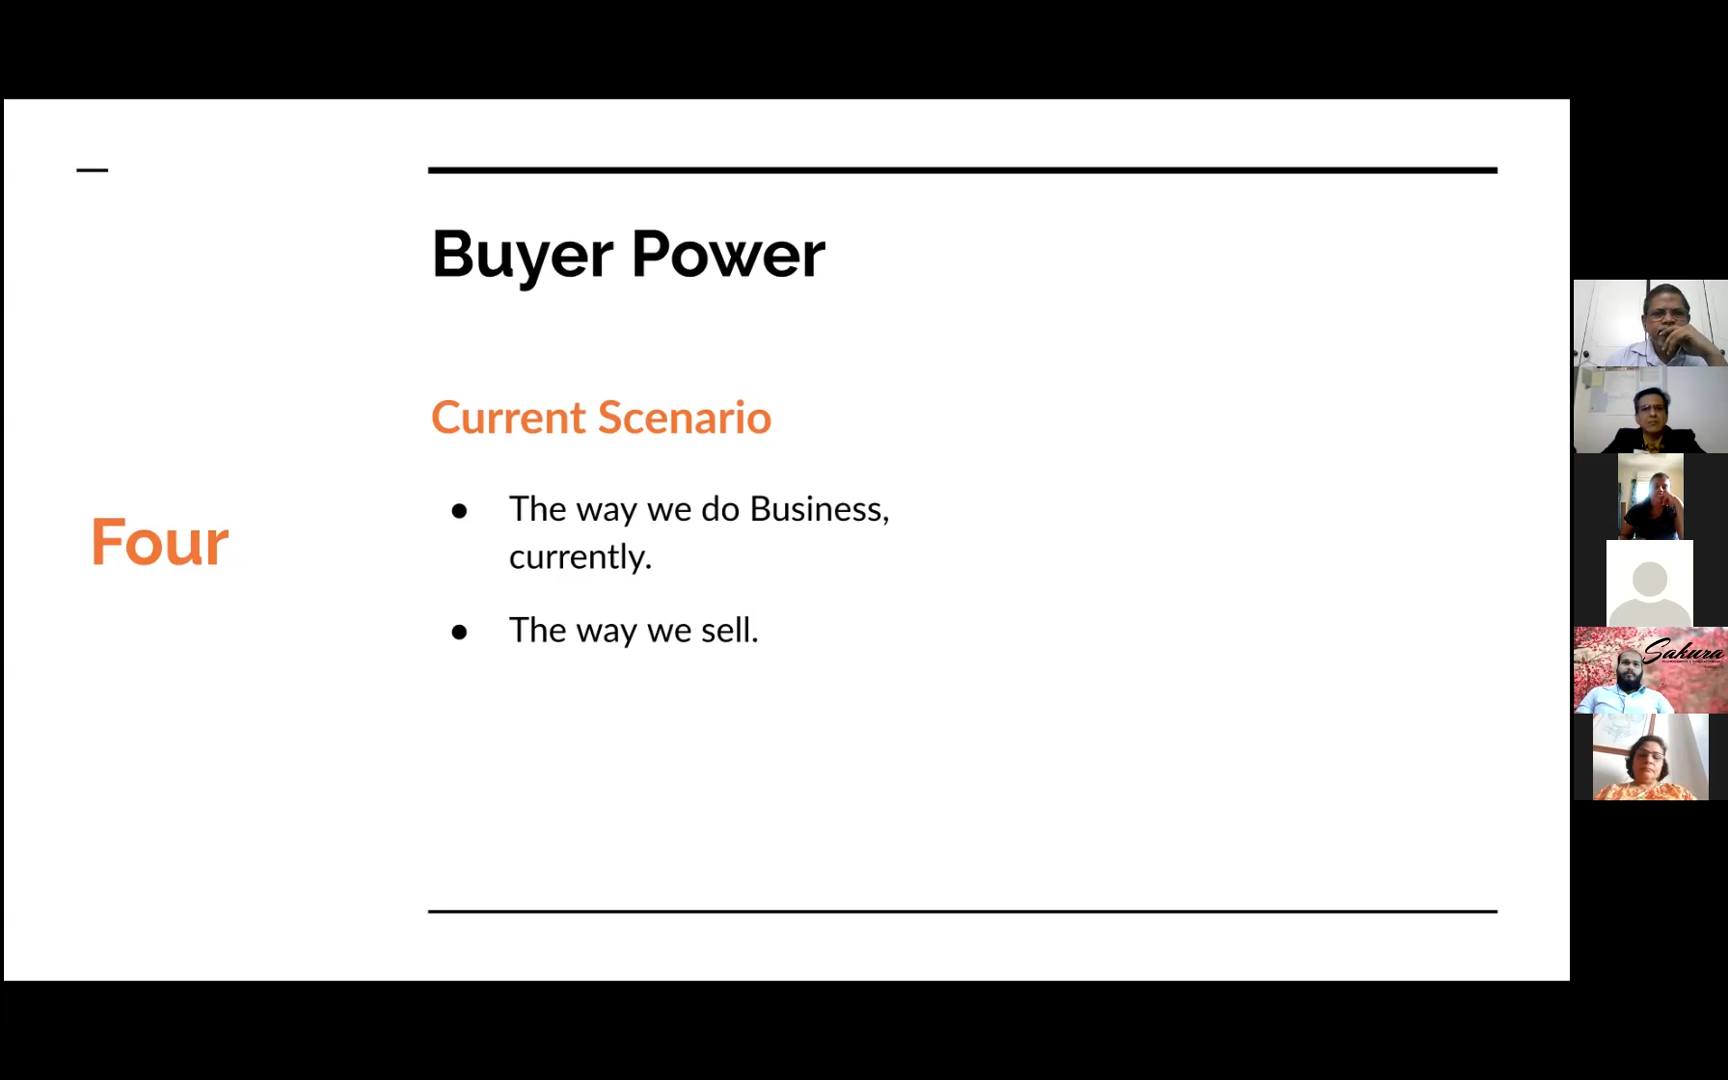 Buyer Power
Current Scenario
Four
● The way we do Business,
currently.
● The way we sell.
Sakura